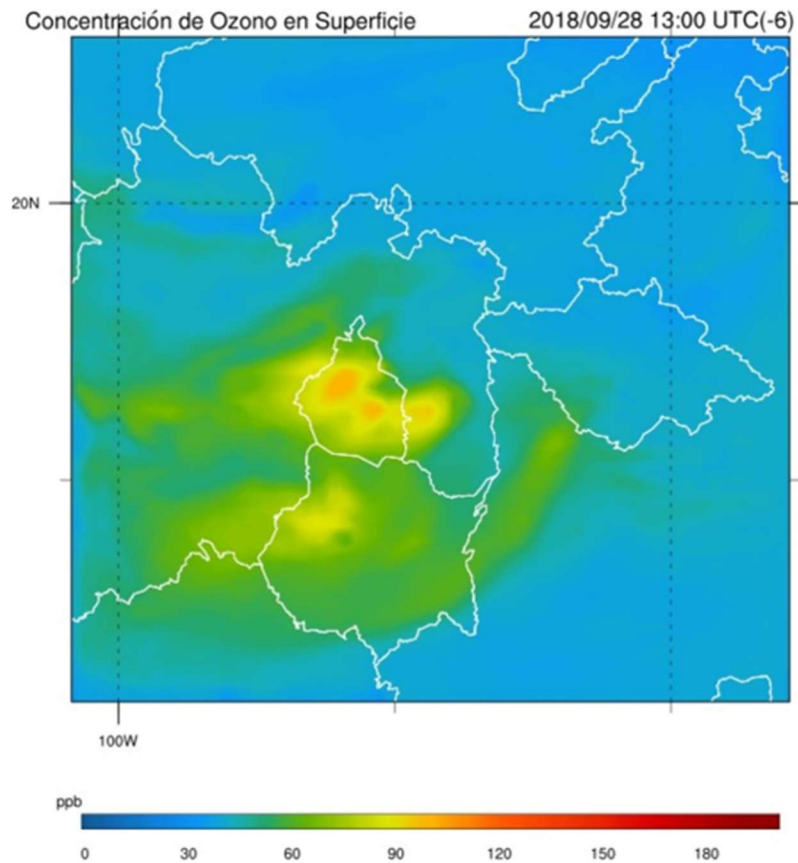 Concentración de Ozono en Superficie 2018/09/28 13:00 UTC(-6)
20N
100W
ppb
0 30 60 90 120 150 180